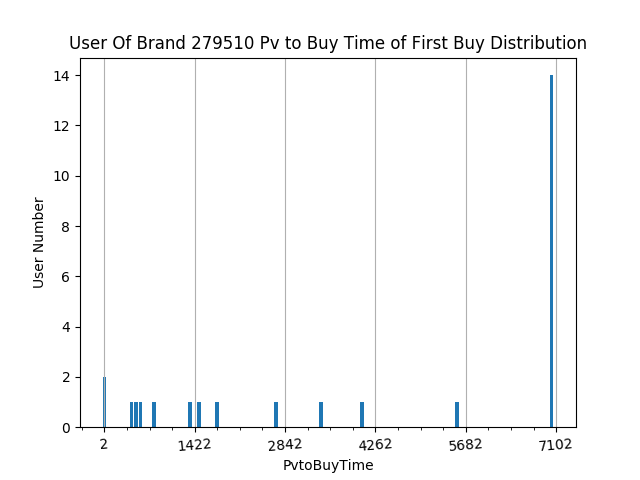 User Of Brand 279510 Pv to Buy Time of First Buy Distribution
14
12
10
8
6
4
2
0
User Number
2 1422 2842 4262 5682 7102
PvtoBuyTime